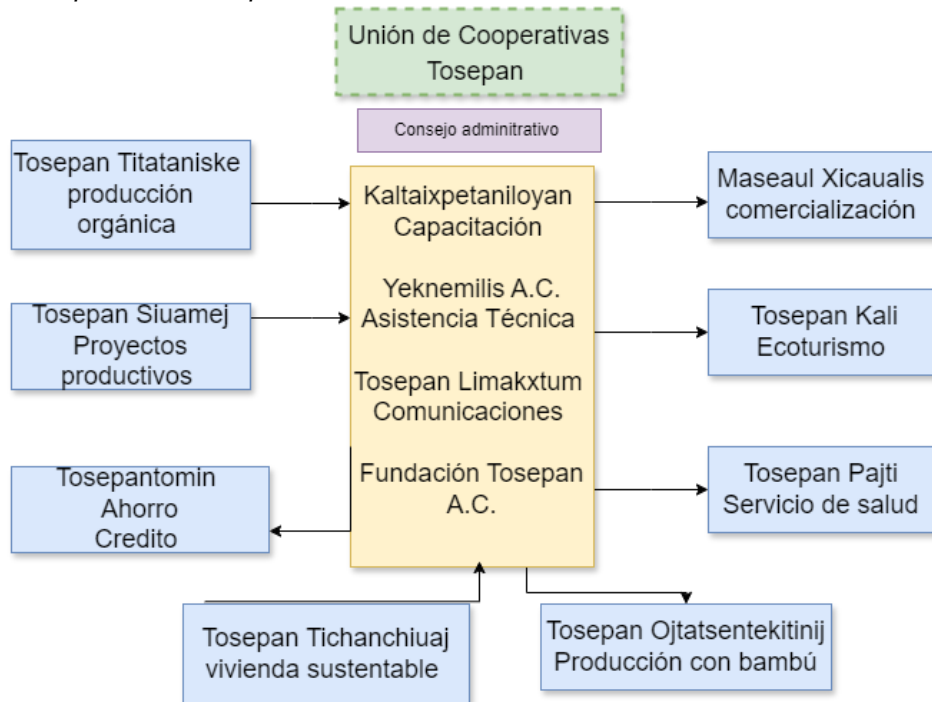 Unión de Cooperativas
Tosepan
Consejo adminitrativo
Tosepan Titataniske
producción
orgánica
Kaltaixpetaniloyan
Capacitación
Maseaul Xicaualis
comercialización
Tosepan Siuamej
Proyectos
productivos
Yeknemilis A.C.
Asistencia Técnica
Tosepan Kali
Ecoturismo
Tosepan Limakxtum
Comunicaciones
Tosepantomin
Ahorro
Credito
Fundación Tosepan
A.C.
Tosepan Pajti
Servicio de salud
Tosepan Tichanchiuaj
vivienda sustentable
Tosepan Ojtatsentekitinij
Producción con bambú